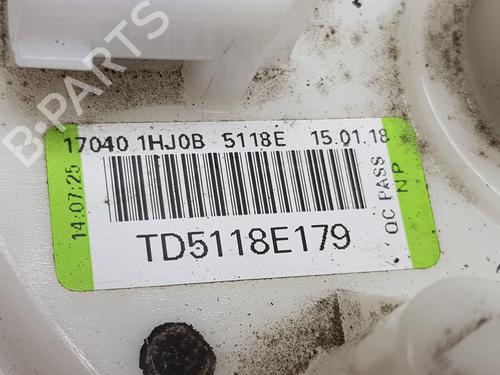 B-PARTS
17040 1HJ0B 5118E 15.01.18
14:07:25
QC PASS
NP
TD5118E179